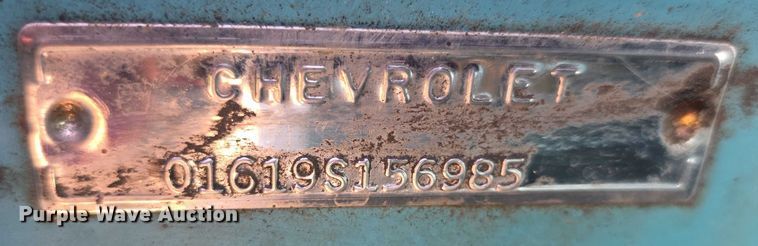 CHEVROLET
01619S156985
Purple Wave Auction